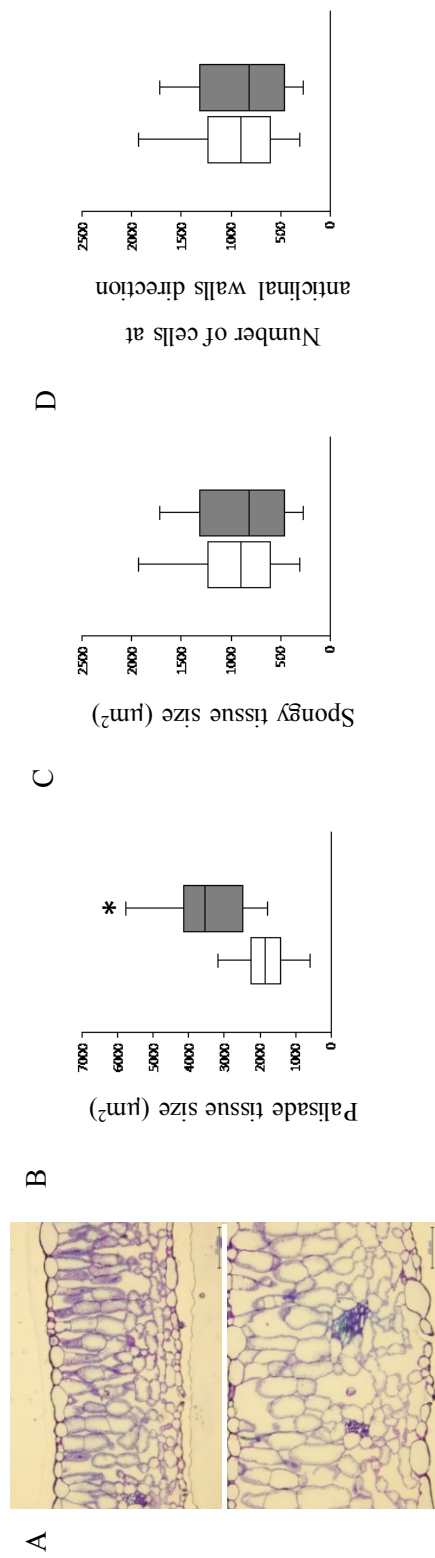 A
B
Palisade tissue size (µm²)
7000
6000
5000
4000
3000
2000
1000
0
*
C
Spongy tissue size (µm²)
2500
2000
1500
1000
500
0
D
Number of cells at
anticlinal walls direction
2500
2000
1500
1000
500
0